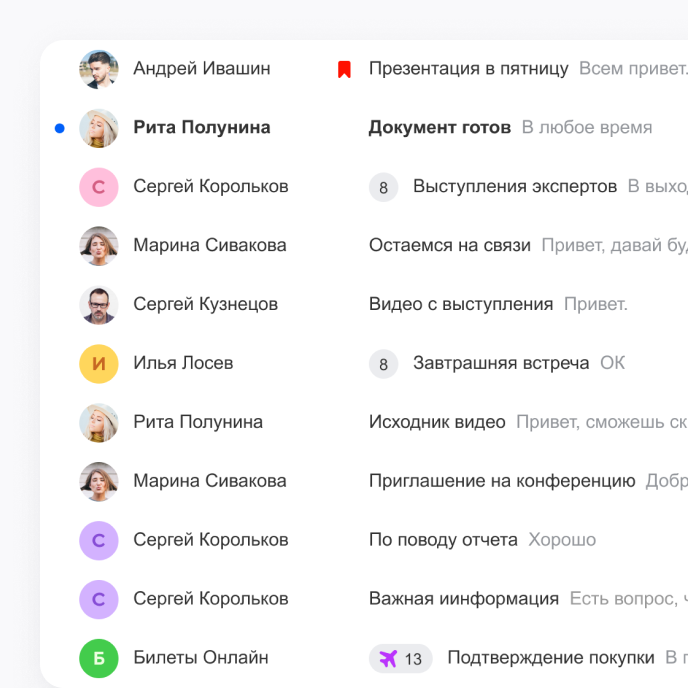 Андрей Ивашин Презентация в пятницу Всем привет.
Рита Полунина Документ готов В любое время
С Сергей Корольков 8 Выступления экспертов В выхо
Марина Сивакова Остаемся на связи Привет, давай бу
Сергей Кузнецов Видео с выступления Привет.
И Илья Лосев 8 Завтрашняя встреча ОК
Рита Полунина Исходник видео Привет, сможешь ск
Марина Сивакова Приглашение на конференцию Добр
С Сергей Корольков По поводу отчета Хорошо
С Сергей Корольков Важная иинформация Есть вопрос,
Б Билеты Онлайн 13 Подтверждение покупки В